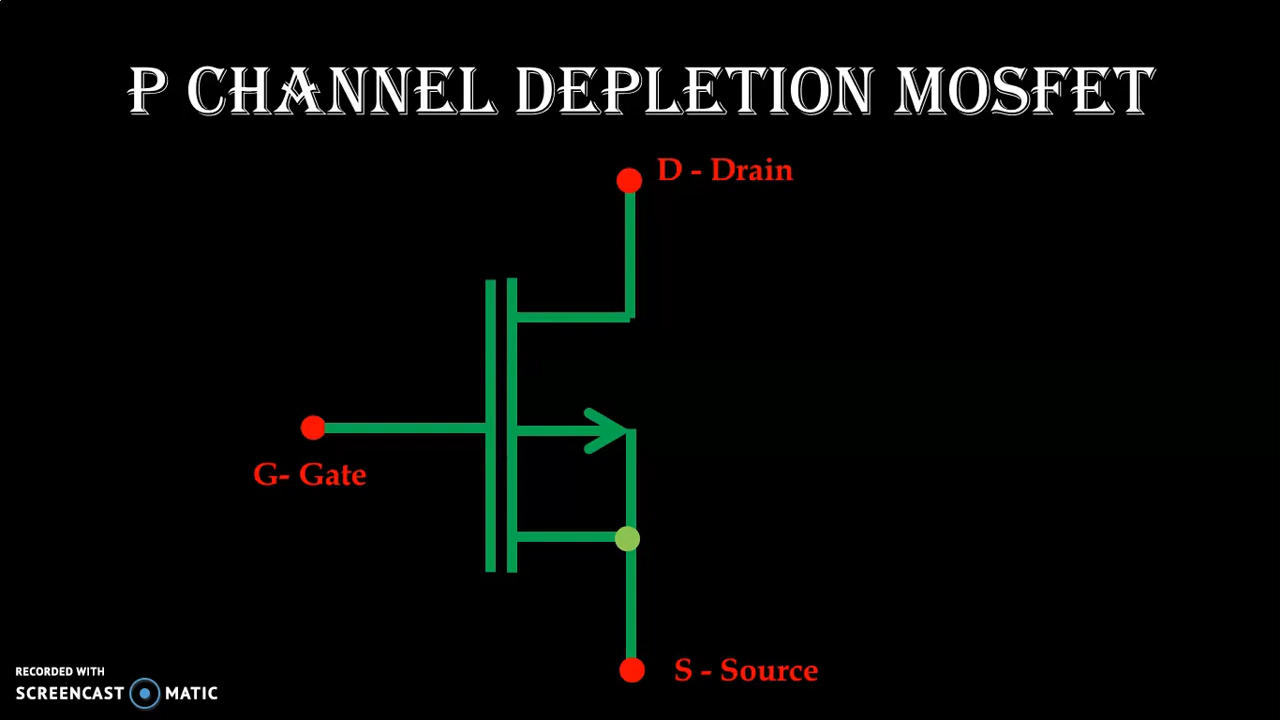 P CHANNEL DEPLETION MOSFET
D - Drain
G- Gate
S - Source
RECORDED WITH
SCREENCAST MATIC